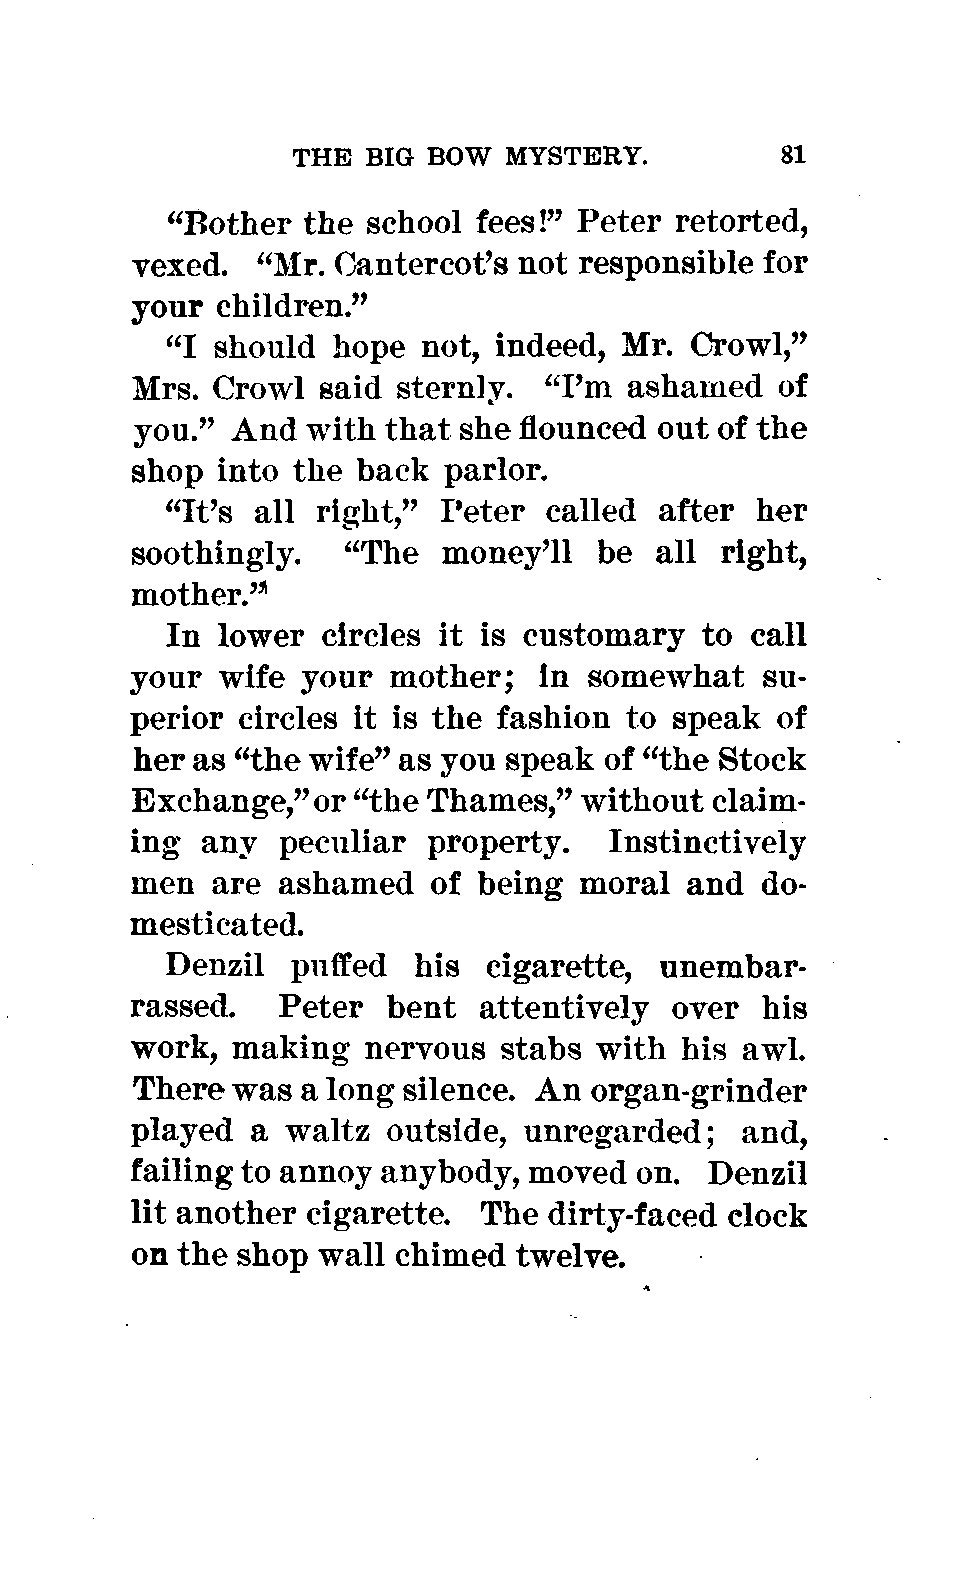 THE BIG BOW MYSTERY. 81
“Bother the school fees!” Peter retorted,
vexed. “Mr. Cantercot’s not responsible for
your children.”
“I should hope not, indeed, Mr. Crowl,”
Mrs. Crowl said sternly. “I’m ashamed of
you.” And with that she flounced out of the
shop into the back parlor.
“It’s all right,” Peter called after her
soothingly. “The money’ll be all right,
mother.”
In lower circles it is customary to call
your wife your mother; in somewhat su-
perior circles it is the fashion to speak of
her as “the wife” as you speak of “the Stock
Exchange,” or “the Thames,” without claim-
ing any peculiar property. Instinctively
men are ashamed of being moral and do-
mesticated.
Denzil puffed his cigarette, unembar-
rassed. Peter bent attentively over his
work, making nervous stabs with his awl.
There was a long silence. An organ-grinder
played a waltz outside, unregarded; and,
failing to annoy anybody, moved on. Denzil
lit another cigarette. The dirty-faced clock
on the shop wall chimed twelve.